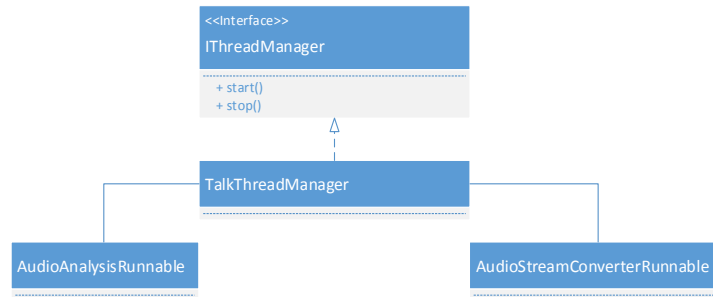 <<Interface>>
IThreadManager
+ start()
+ stop()
TalkThreadManager
AudioAnalysisRunnable
AudioStreamConverterRunnable